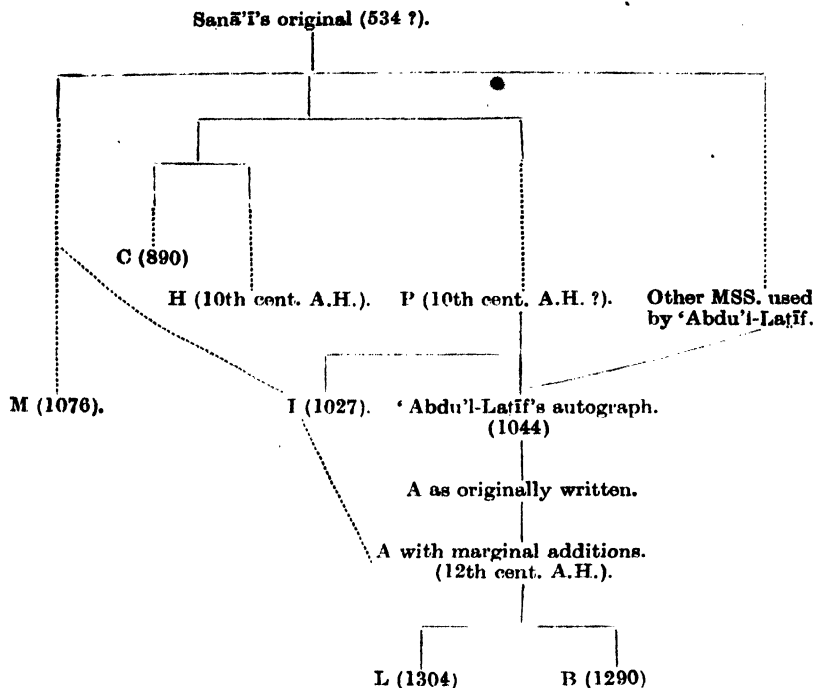 Sanā'ī's original (534 ?).
C (890)
H (10th cent. A.H.). P (10th cent. A.H. ?). Other MSS. used
by ‘Abdu'l-Laṭīf.
M (1076). I (1027). ‘Abdu'l-Laṭīf's autograph.
(1044)
A as originally written.
A with marginal additions.
(12th cent. A.H.).
L (1304) B (1290)